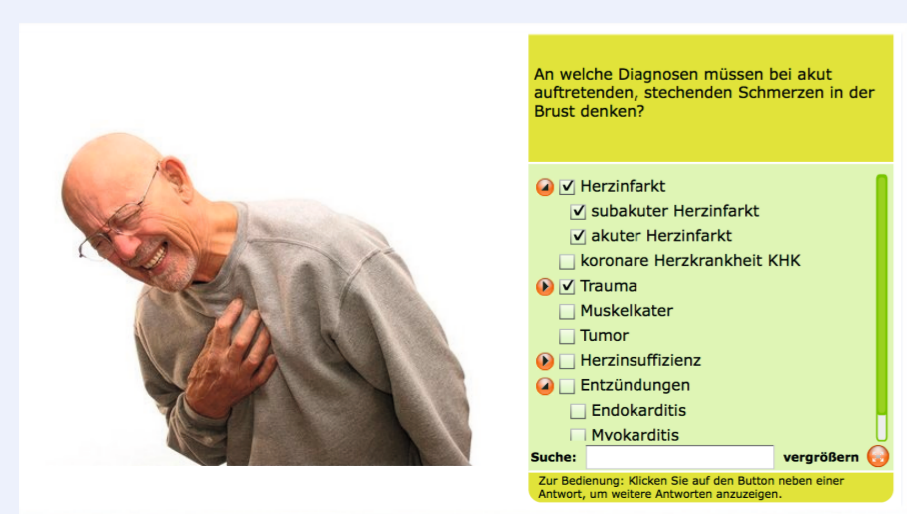 An welche Diagnosen müssen bei akut
auftretenden, stechenden Schmerzen in der
Brust denken?
Herzinfarkt
subakuter Herzinfarkt
akuter Herzinfarkt
koronare Herzkrankheit KHK
Trauma
Muskelkater
Tumor
Herzinsuffizienz
Entzündungen
Endokarditis
Myokarditis
Suche: vergrößern
Zur Bedienung: Klicken Sie auf den Button neben einer
Antwort, um weitere Antworten anzuzeigen.